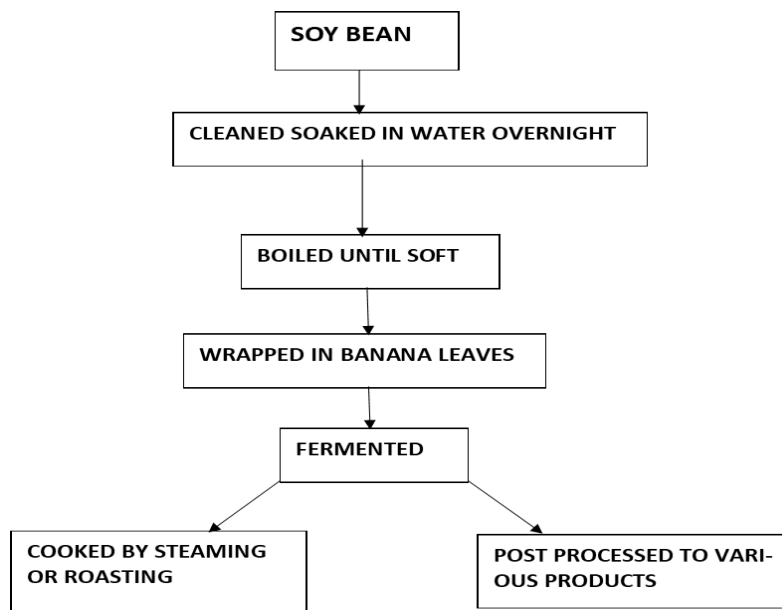 SOY BEAN
CLEANED SOAKED IN WATER OVERNIGHT
BOILED UNTIL SOFT
WRAPPED IN BANANA LEAVES
FERMENTED
COOKED BY STEAMING
OR ROASTING
POST PROCESSED TO VARI-
OUS PRODUCTS